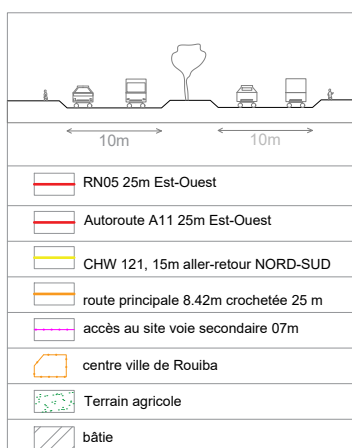 10m 10m
RN05 25m Est-Ouest
Autoroute A11 25m Est-Ouest
CHW 121, 15m aller-retour NORD-SUD
route principale 8.42m crochetée 25 m
accès au site voie secondaire 07m
centre ville de Rouiba
Terrain agricole
bâtie